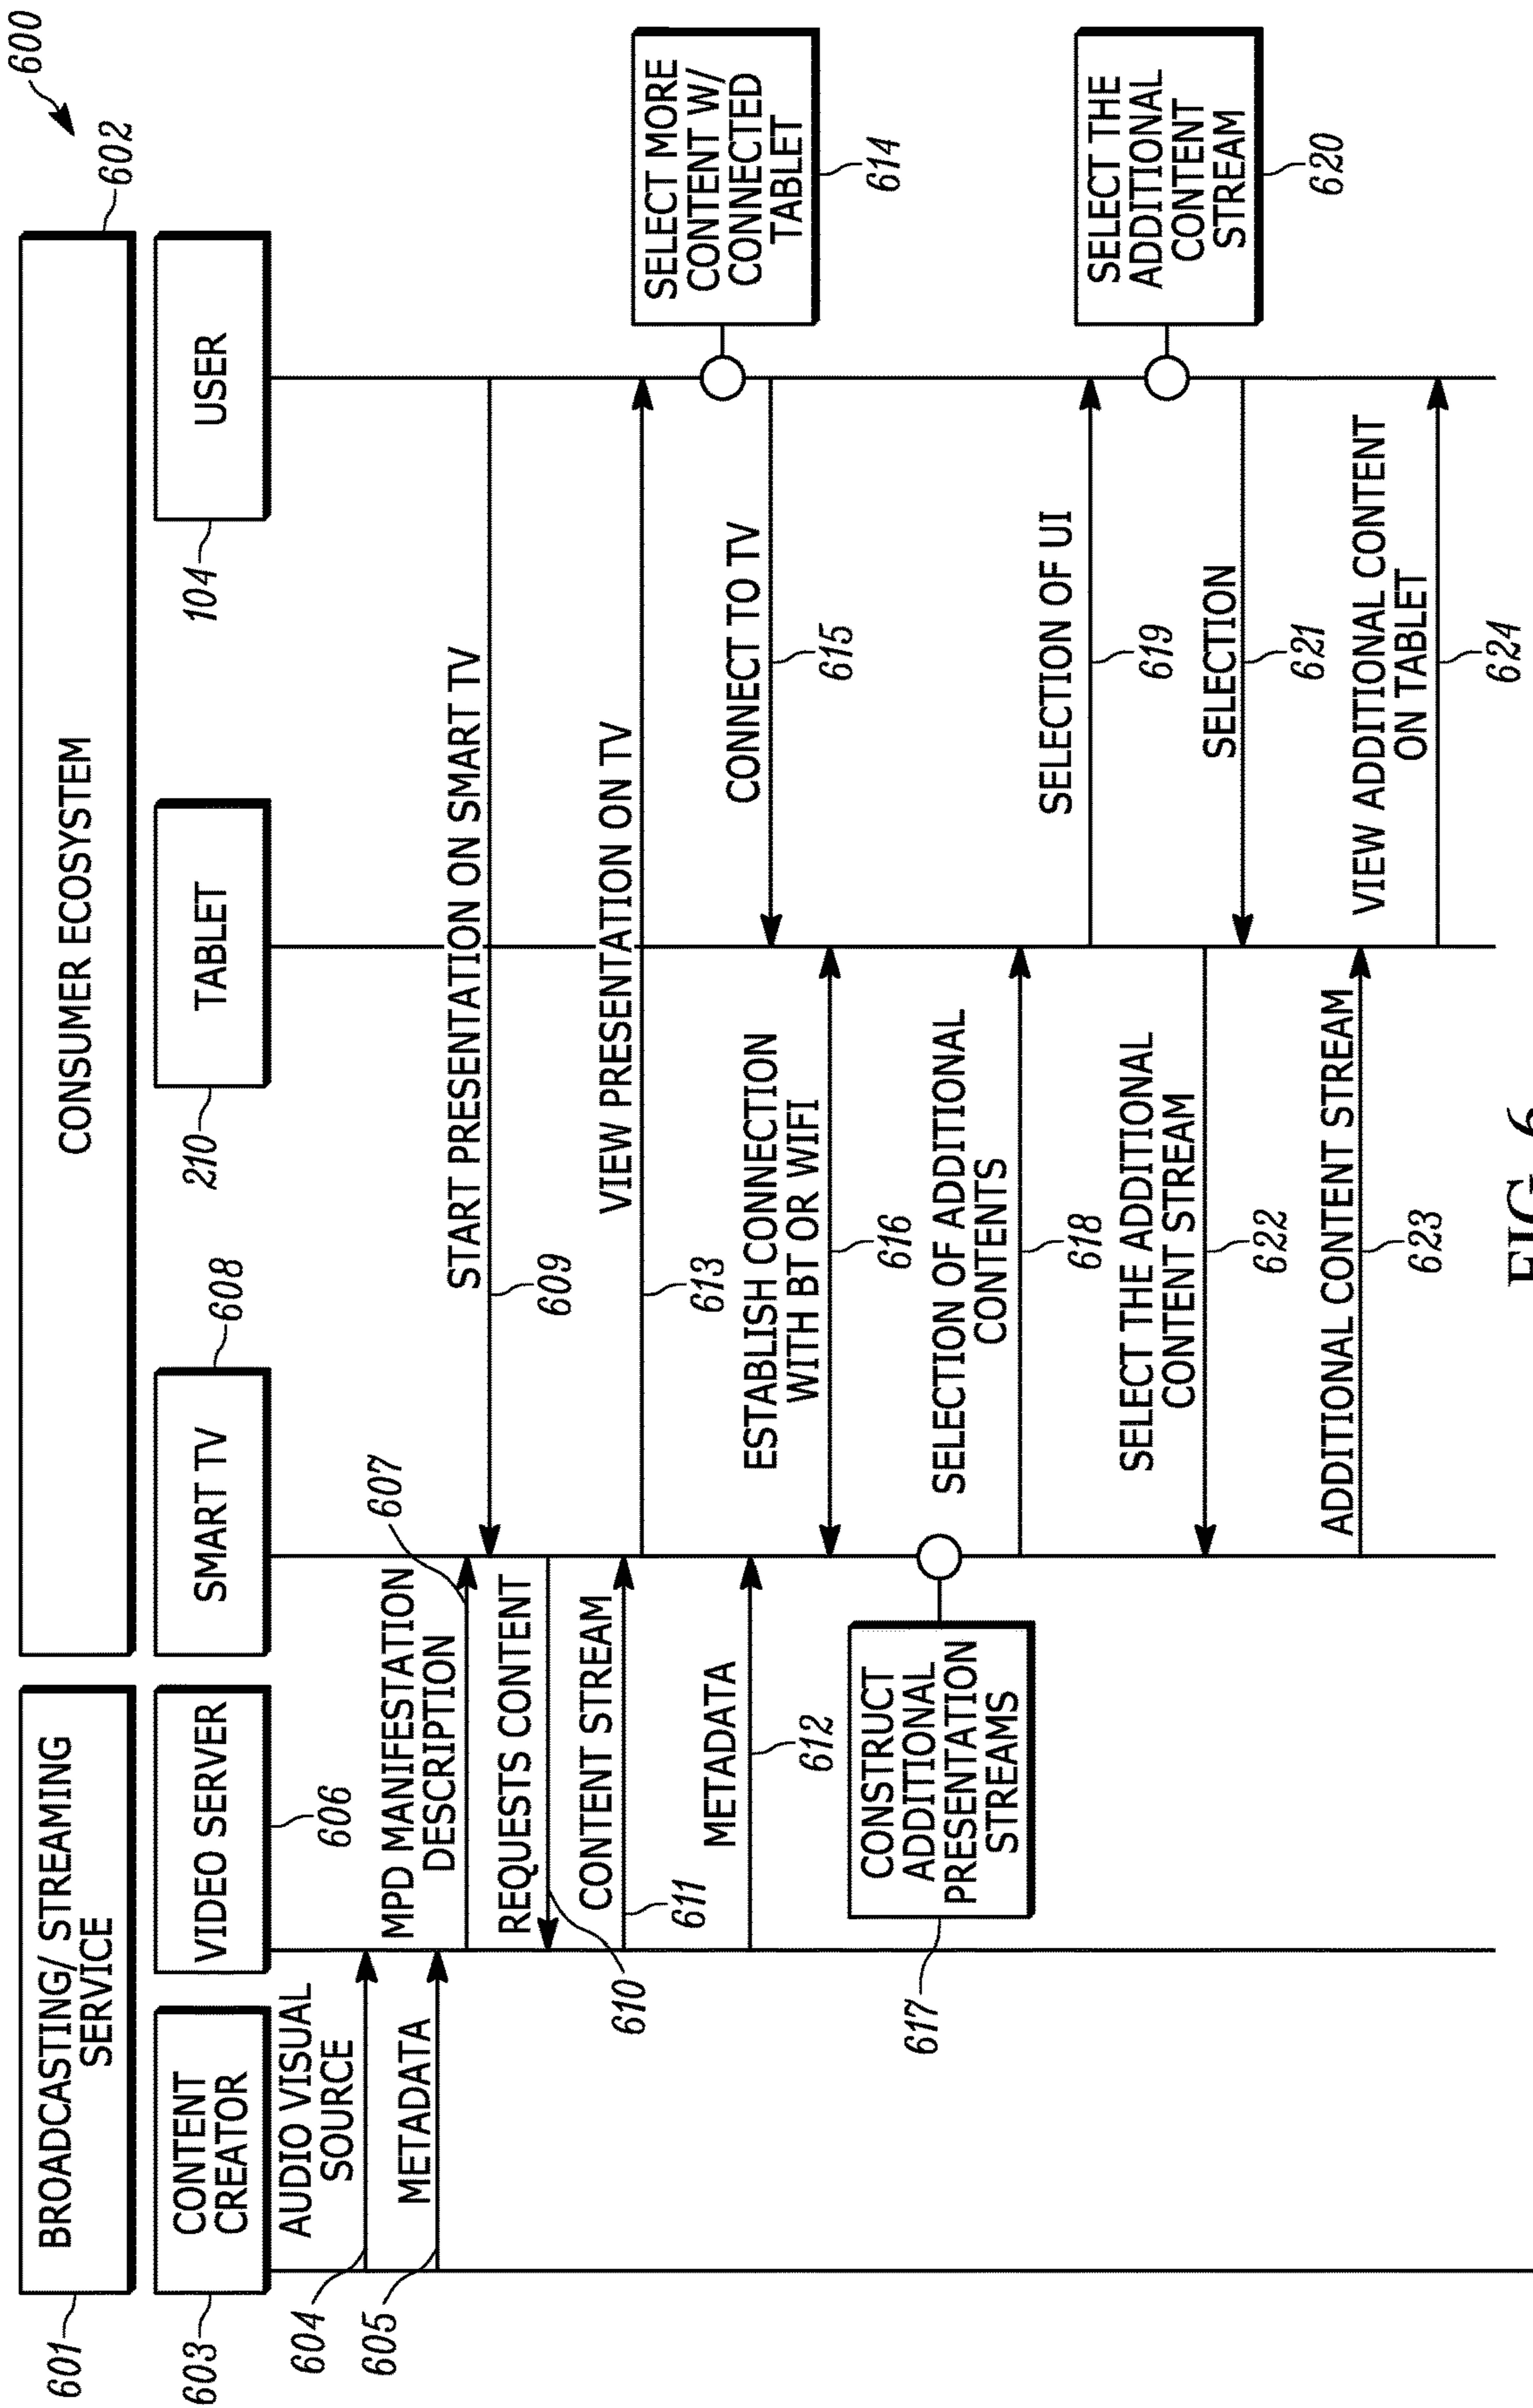 600
BROADCASTING/ STREAMING
SERVICE
601
CONSUMER ECOSYSTEM
602
CONTENT
CREATOR
603
VIDEO SERVER
606
SMART TV
608
TABLET
210
USER
104
AUDIO VISUAL
SOURCE
604
METADATA
605
MPD MANIFESTATION
DESCRIPTION
607
START PRESENTATION ON SMART TV
609
REQUESTS CONTENT
610
CONTENT STREAM
611
VIEW PRESENTATION ON TV
613
METADATA
612
SELECT MORE
CONTENT W/
CONNECTED
TABLET
614
CONNECT TO TV
615
ESTABLISH CONNECTION
WITH BT OR WIFI
616
CONSTRUCT
ADDITIONAL
PRESENTATION
STREAMS
617
SELECTION OF ADDITIONAL
CONTENTS
618
SELECTION OF UI
619
SELECT THE
ADDITIONAL
CONTENT
STREAM
620
SELECTION
621
SELECT THE ADDITIONAL
CONTENT STREAM
622
ADDITIONAL CONTENT STREAM
623
VIEW ADDITIONAL CONTENT
ON TABLET
624
FIG. 6